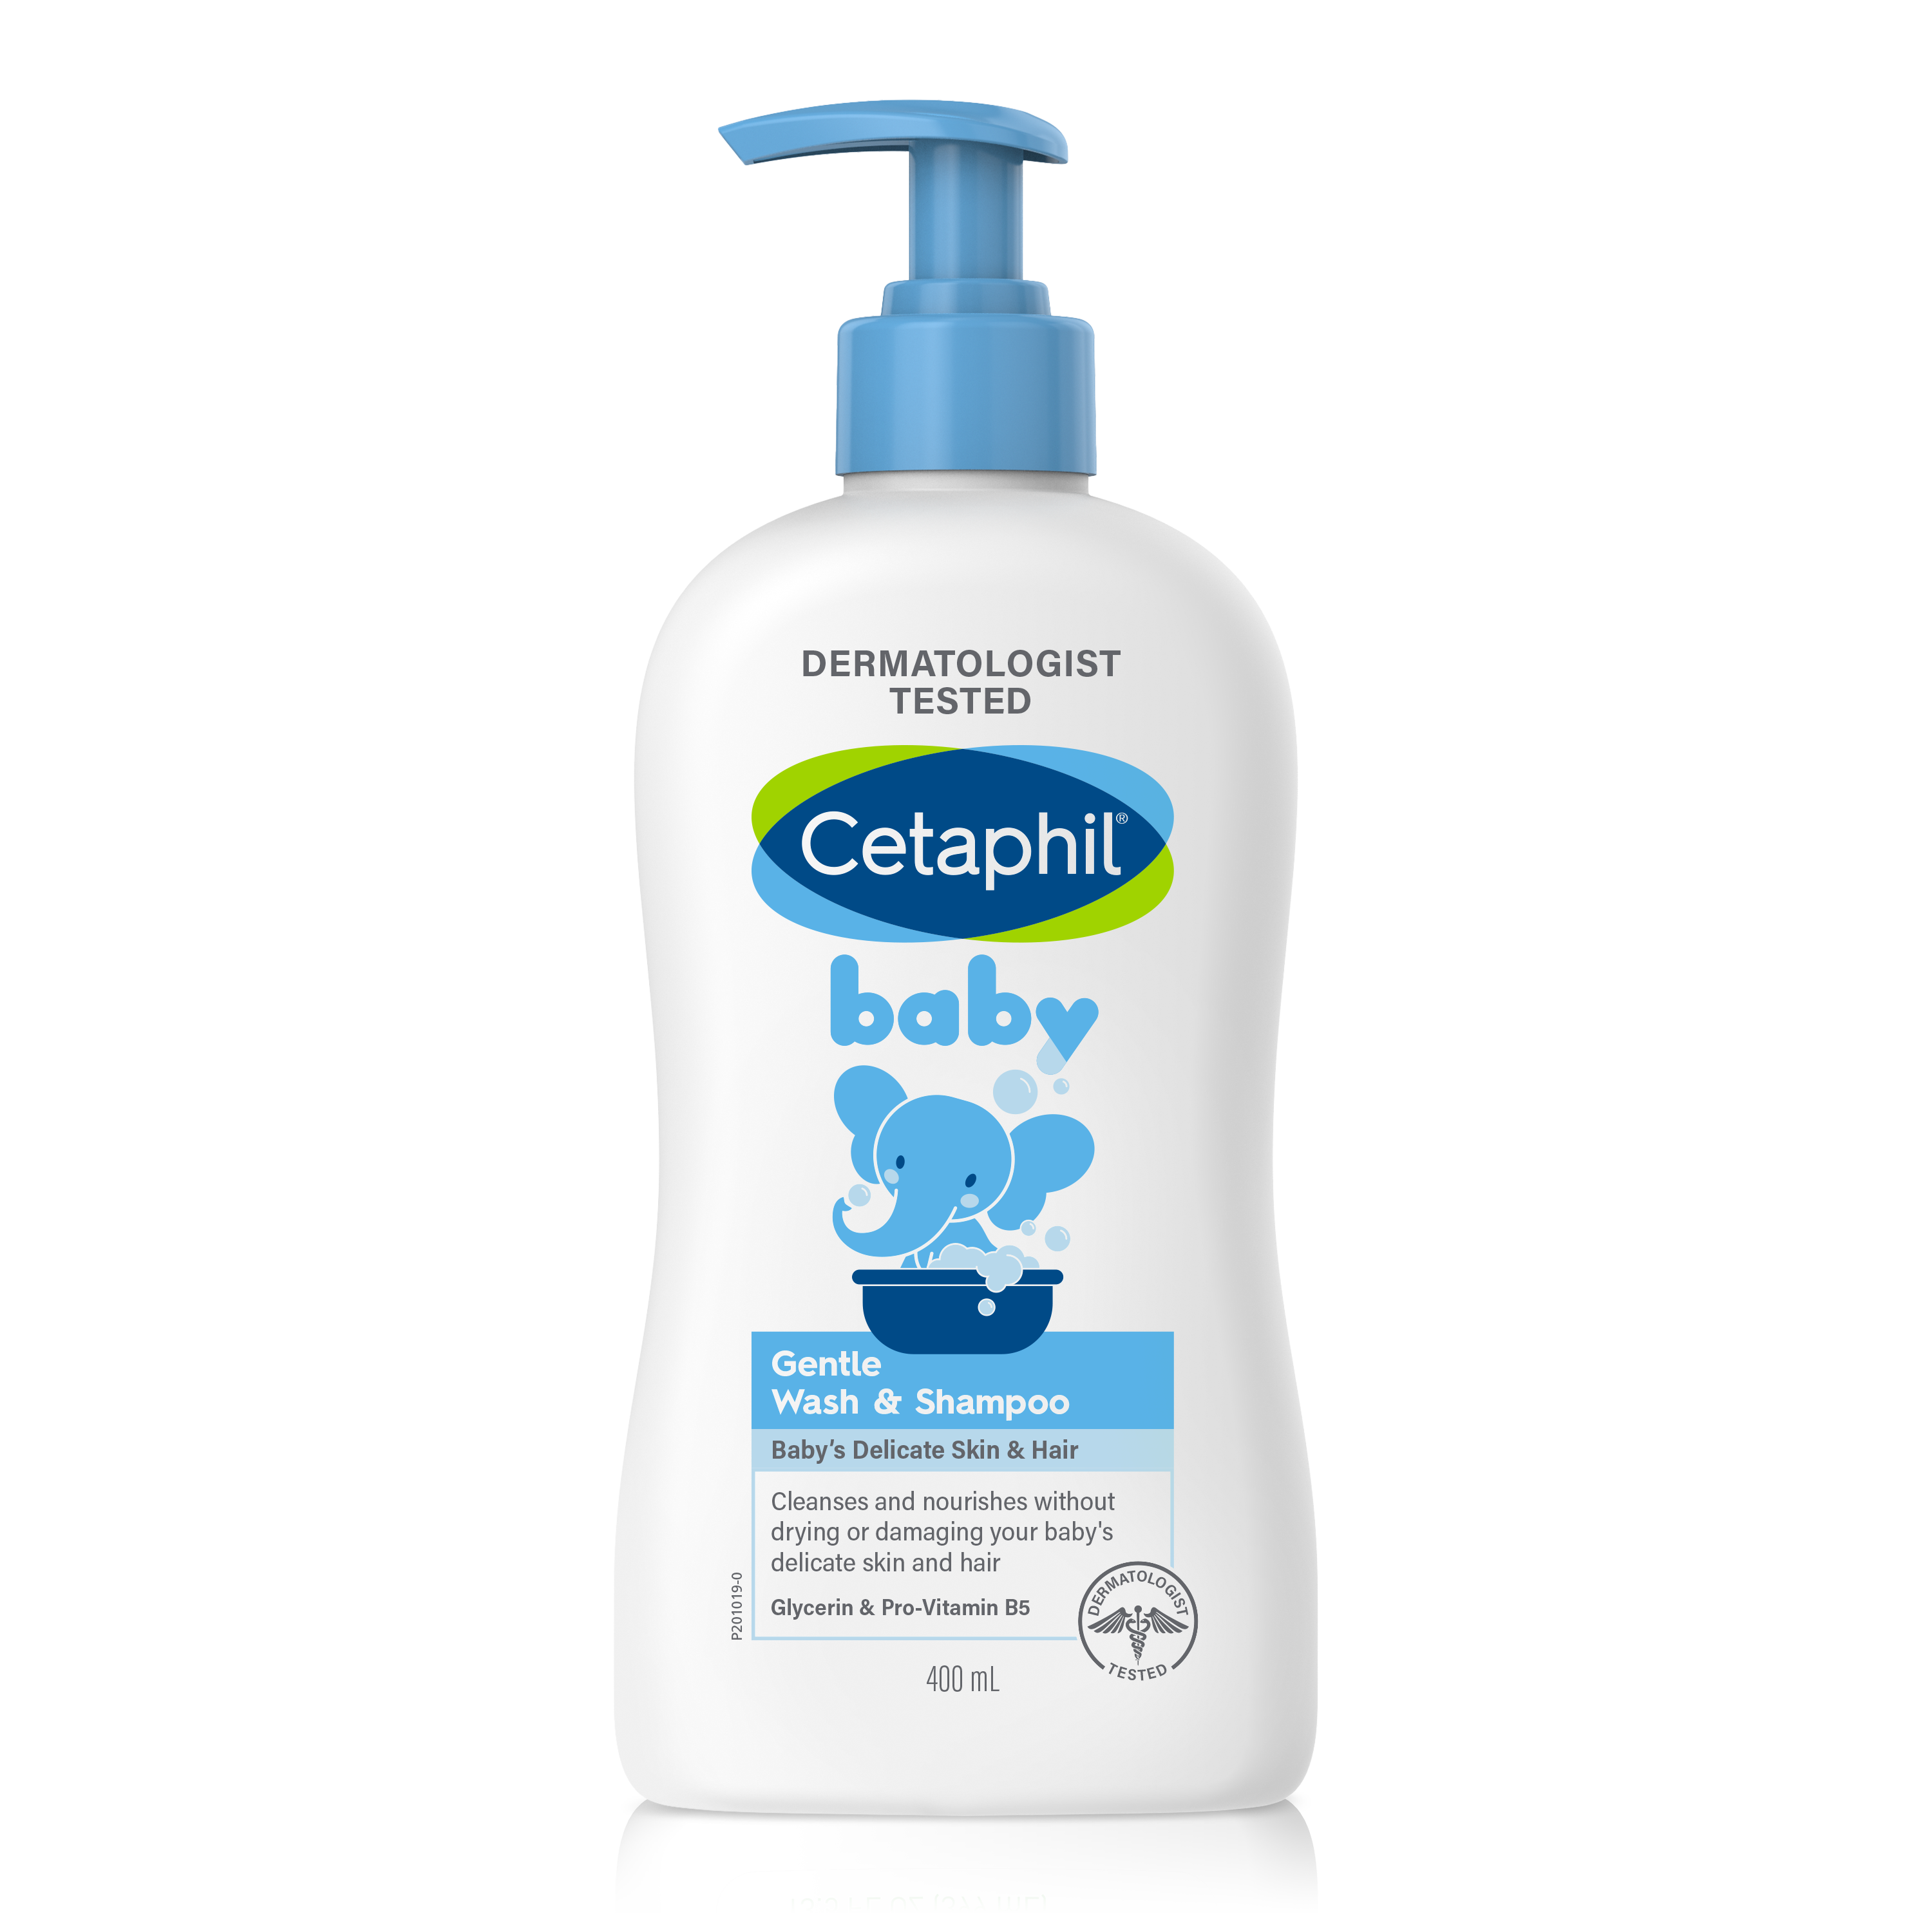 DERMATOLOGIST
TESTED
Cetaphil®
baby
Gentle
Wash & Shampoo
Baby's Delicate Skin & Hair
Cleanses and nourishes without
drying or damaging your baby's
delicate skin and hair
Glycerin & Pro-Vitamin B5
P201019-0
DERMATOLOGIST
TESTED
400 mL